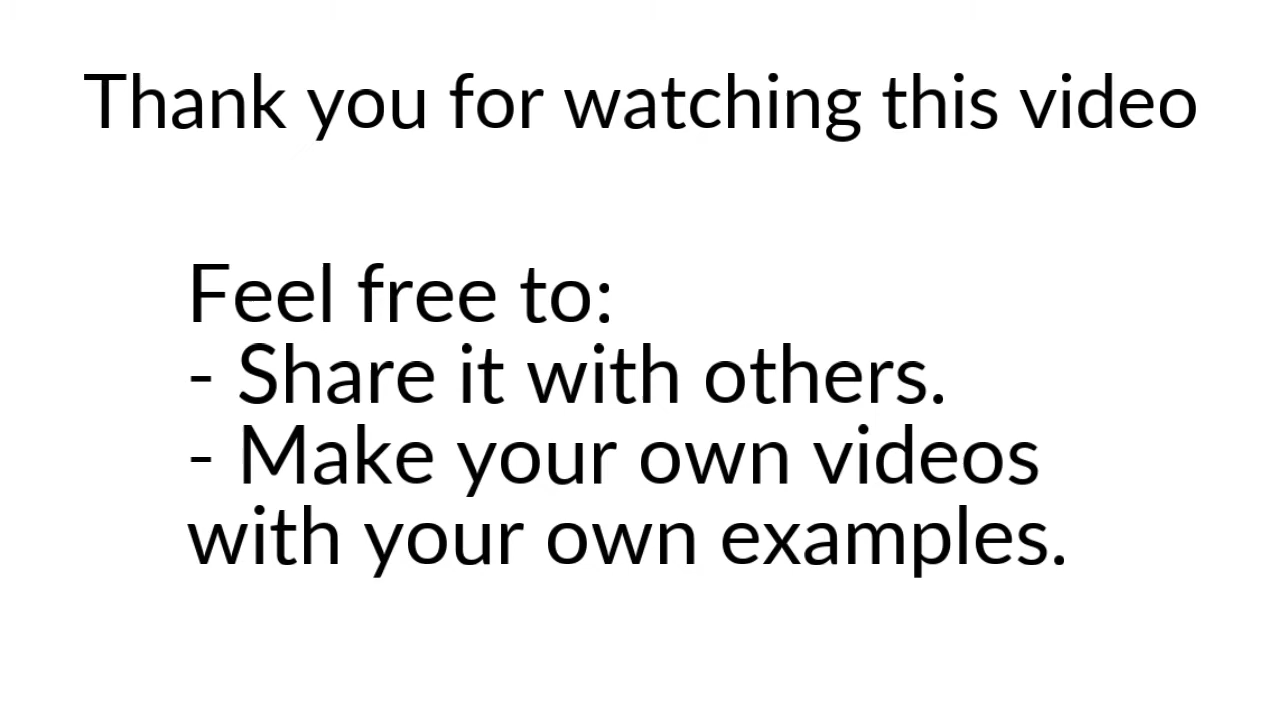 Thank you for watching this video
Feel free to:
- Share it with others.
- Make your own videos
with your own examples.